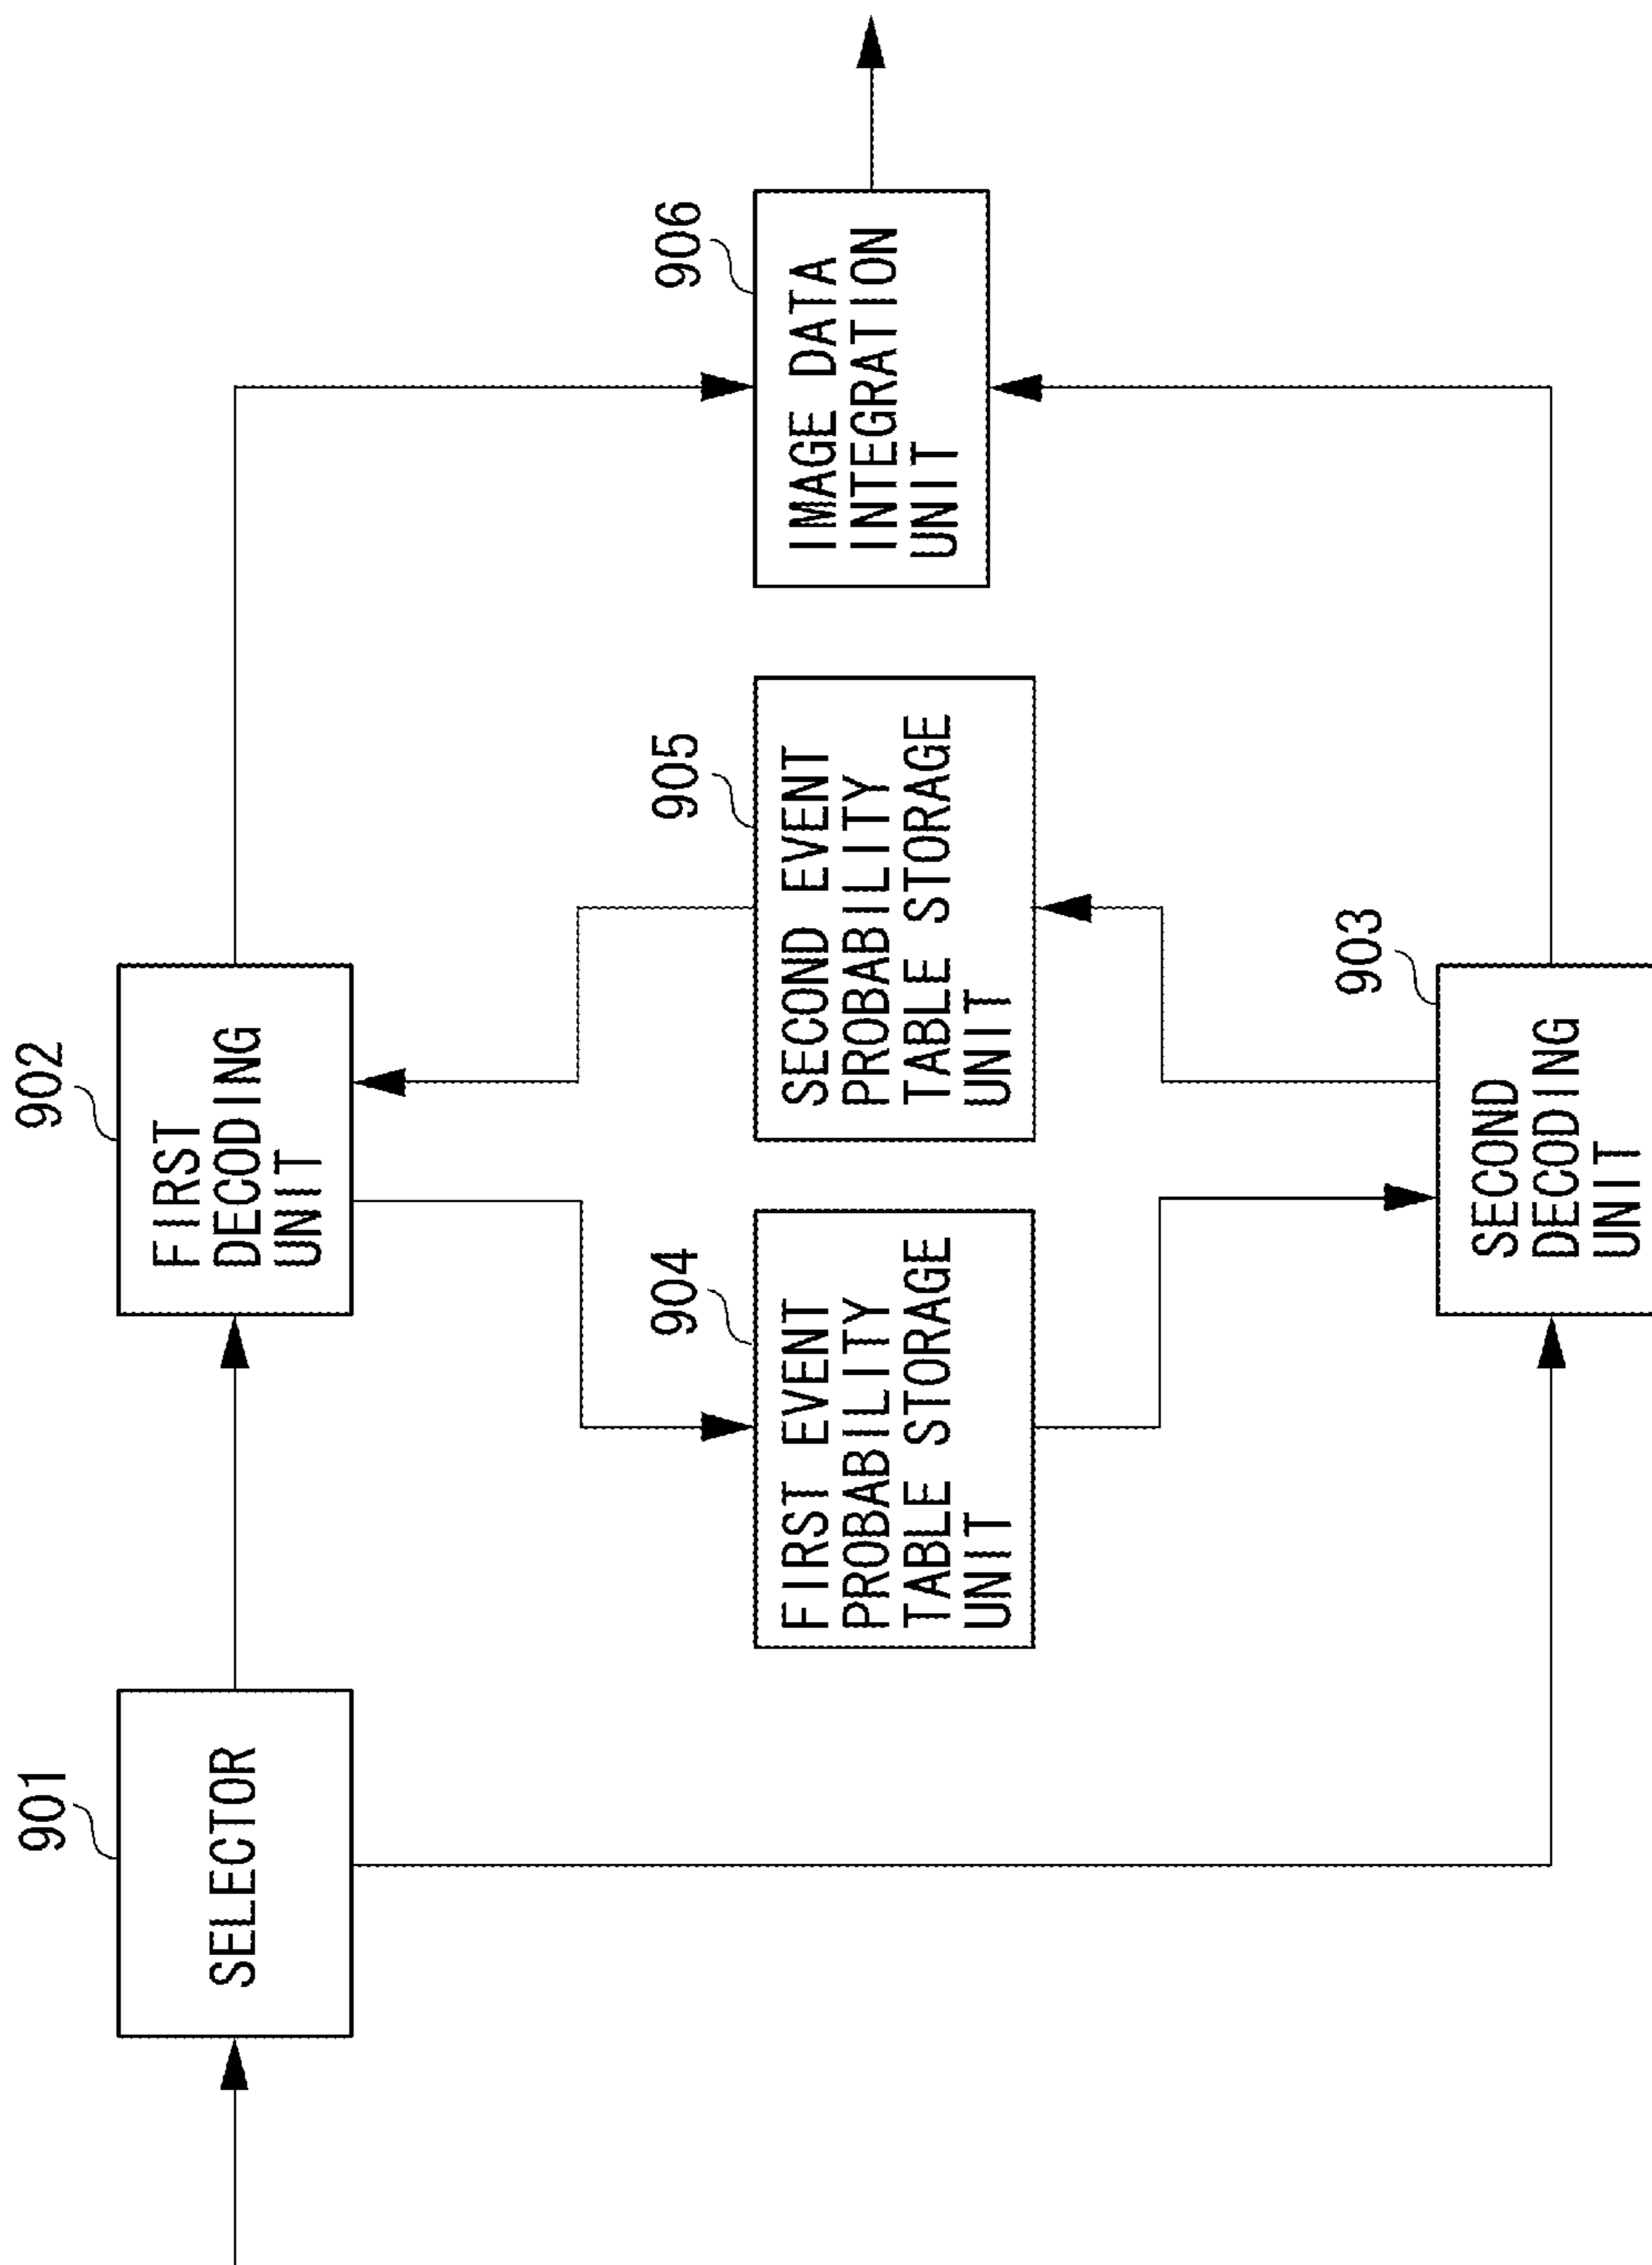 901
SELECTOR
902
FIRST
DECODING
UNIT
904
FIRST EVENT
PROBABILITY
TABLE STORAGE
UNIT
905
SECOND EVENT
PROBABILITY
TABLE STORAGE
UNIT
906
IMAGE DATA
INTEGRATION
UNIT
903
SECOND
DECODING
UNIT